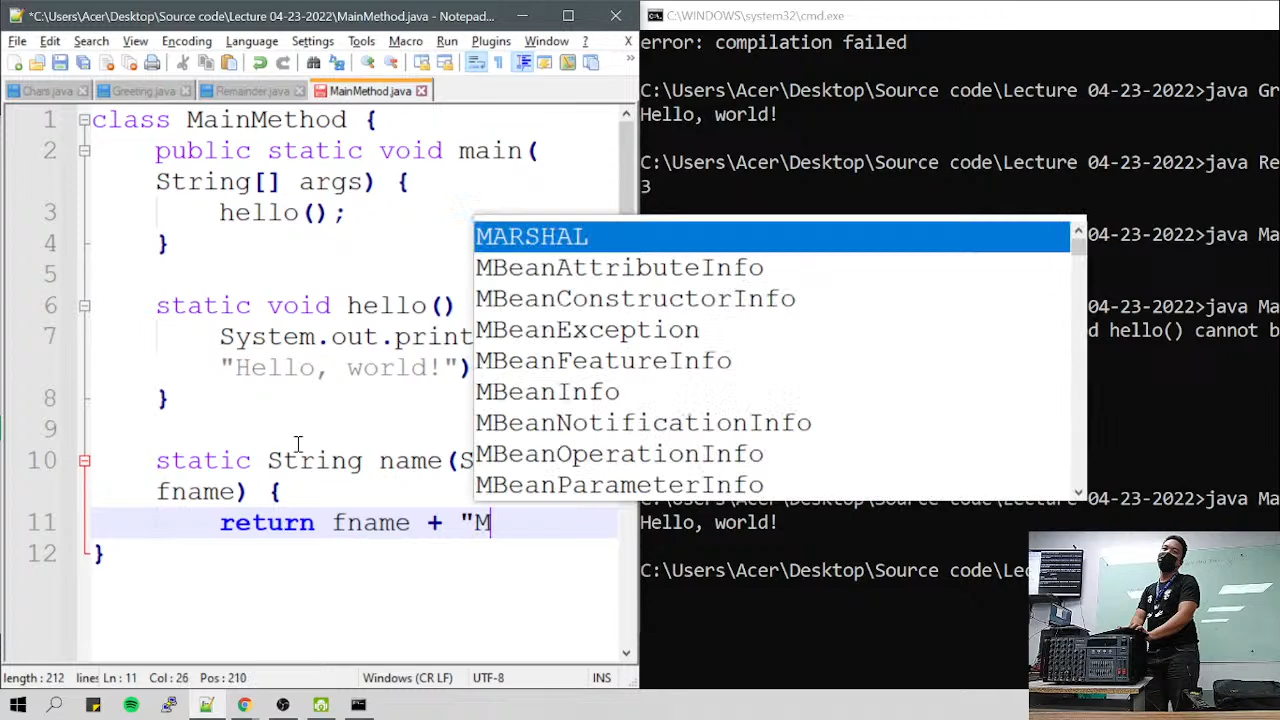 *C:\Users\Acer\Desktop\Source code\Lecture 04-23-2022\MainMethod.java - Notepad...
File Edit Search View Encoding Language Settings Tools Macro Run Plugins Window ? X
Chars.java Greeting.java Remainder.java MainMethod.java
1 class MainMethod {
2 public static void main(
String[] args) {
3 hello();
4 }
5
6 static void hello()
7 System.out.print
"Hello, world!")
8 }
9
10 static String name(S
fname) {
11 return fname + "M
12 }
MARSHAL
MBeanAttributeInfo
MBeanConstructorInfo
MBeanException
MBeanFeatureInfo
MBeanInfo
MBeanNotificationInfo
MBeanOperationInfo
MBeanParameterInfo
length: 212 lines Ln: 11 Col: 26 Pos: 210 Windows (CR LF) UTF-8 INS
C:\WINDOWS\system32\cmd.exe
error: compilation failed
C:\Users\Acer\Desktop\Source code\Lecture 04-23-2022>java Gr
Hello, world!
C:\Users\Acer\Desktop\Source code\Lecture 04-23-2022>java Re
3
04-23-2022>java Ma
04-23-2022>java Ma
d hello() cannot b
04-23-2022>java Ma
Hello, world!
C:\Users\Acer\Desktop\Source code\Lec